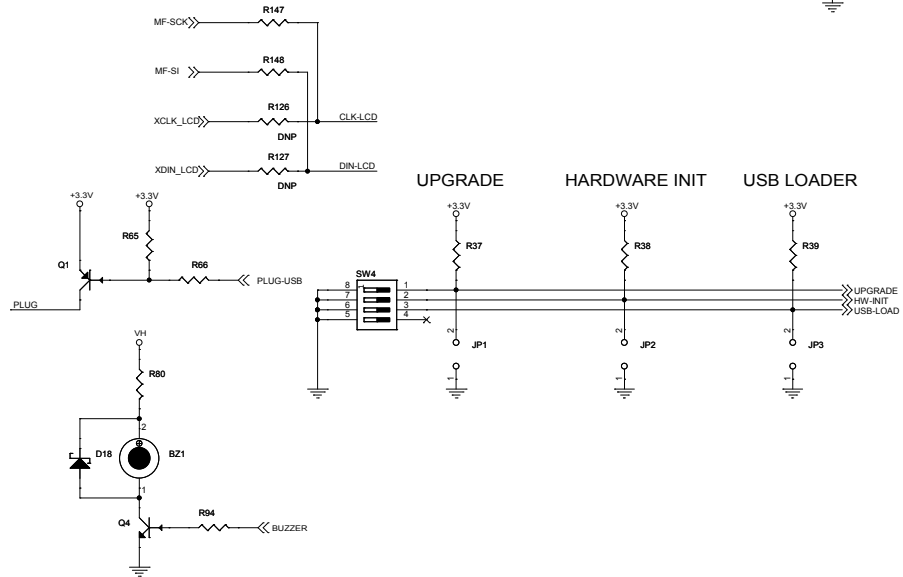 R147
MF-SCK
R148
MF-SI
R126
XCLK_LCD
CLK-LCD
DNP
R127
XDIN_LCD
DIN-LCD
DNP
UPGRADE HARDWARE INIT USB LOADER
+3.3V +3.3V +3.3V +3.3V +3.3V
R65
R37 R38 R39
Q1
R66
PLUG-USB
SW4
PLUG
8 1
7 2
6 3
5 4
UPGRADE
HW-INIT
USB-LOAD
2 2 2
JP1 JP2 JP3
1 1 1
VH
R80
2
D18 BZ1
1
Q4
R94
BUZZER